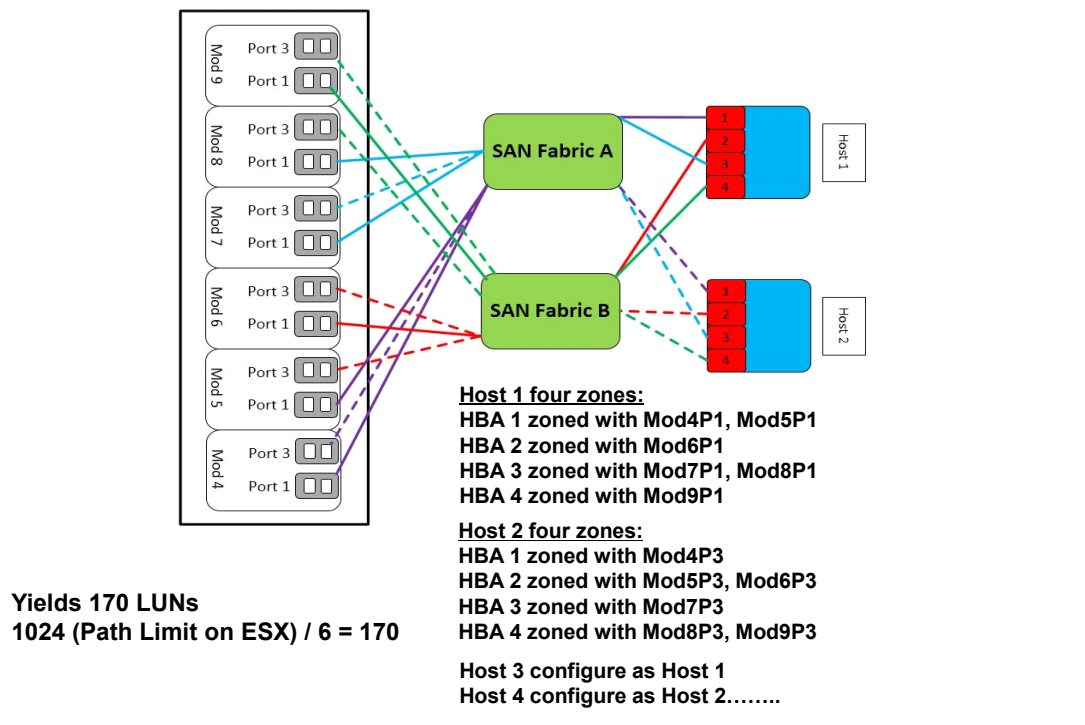 Mod 9
Port 3
Port 1
Mod 8
Port 3
Port 1
Mod 7
Port 3
Port 1
Mod 6
Port 3
Port 1
Mod 5
Port 3
Port 1
Mod 4
Port 3
Port 1
SAN Fabric A
SAN Fabric B
1
2
3
4
Host 1
1
2
3
4
Host 2
Host 1 four zones:
HBA 1 zoned with Mod4P1, Mod5P1
HBA 2 zoned with Mod6P1
HBA 3 zoned with Mod7P1, Mod8P1
HBA 4 zoned with Mod9P1
Host 2 four zones:
HBA 1 zoned with Mod4P3
HBA 2 zoned with Mod5P3, Mod6P3
HBA 3 zoned with Mod7P3
HBA 4 zoned with Mod8P3, Mod9P3
Host 3 configure as Host 1
Host 4 configure as Host 2……..
Yields 170 LUNs
1024 (Path Limit on ESX) / 6 = 170